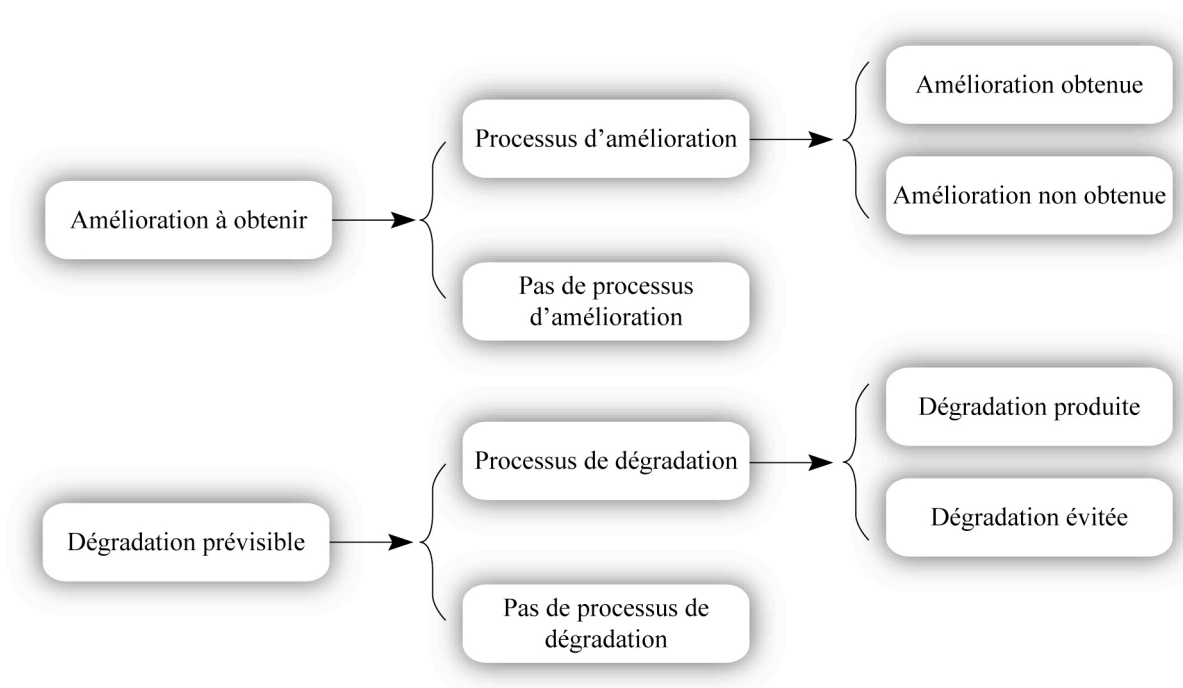 Amélioration à obtenir
Processus d’amélioration
Pas de processus
d’amélioration
Amélioration obtenue
Amélioration non obtenue
Dégradation prévisible
Processus de dégradation
Pas de processus de
dégradation
Dégradation produite
Dégradation évitée